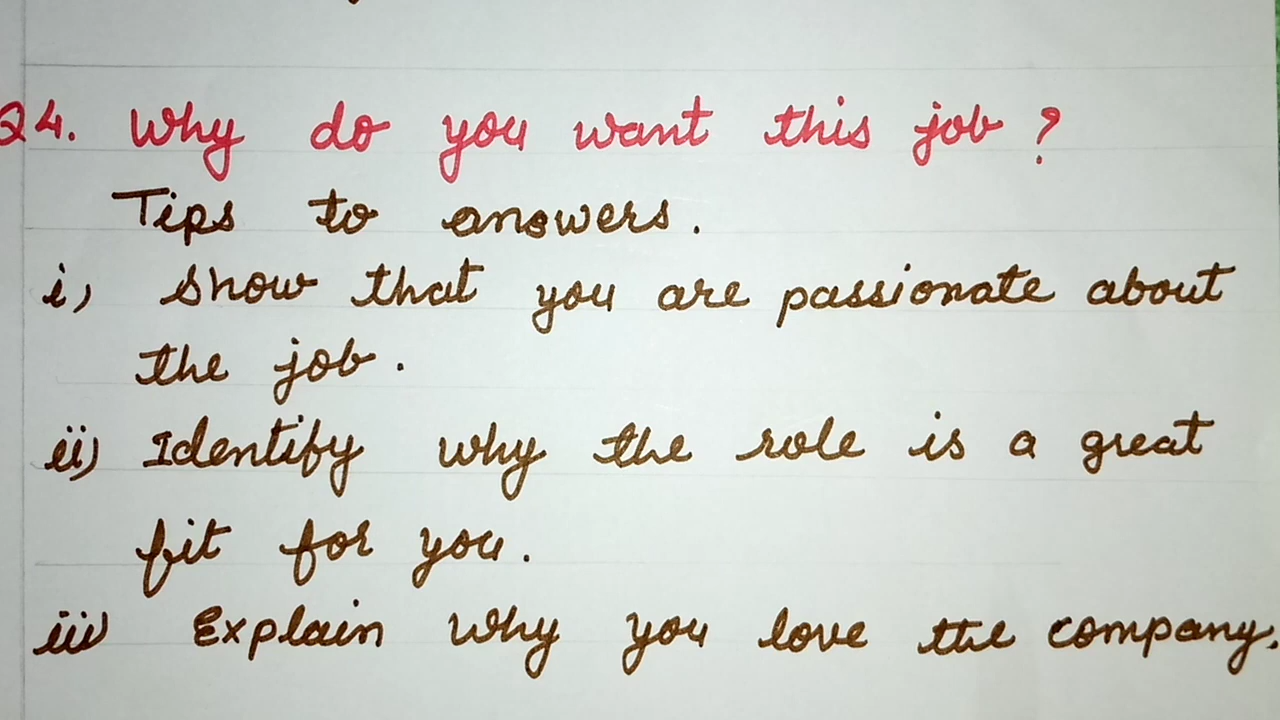 Q4. Why do you want this job ?
Tips to answers.
i) Show that you are passionate about
the job.
ii) Identify why the role is a great
fit for you.
iii) Explain why you love the company.